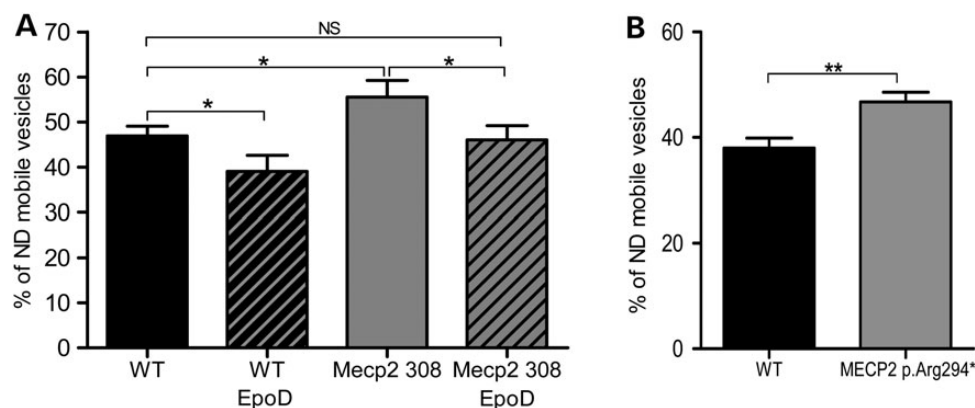 A
% of ND mobile vesicles
70
60
50
40
30
20
10
0
NS
*
*
*
WT
WT
EpoD
Mecp2 308
Mecp2 308
EpoD
B
% of ND mobile vesicles
60
40
20
0
**
WT
MECP2 p.Arg294*